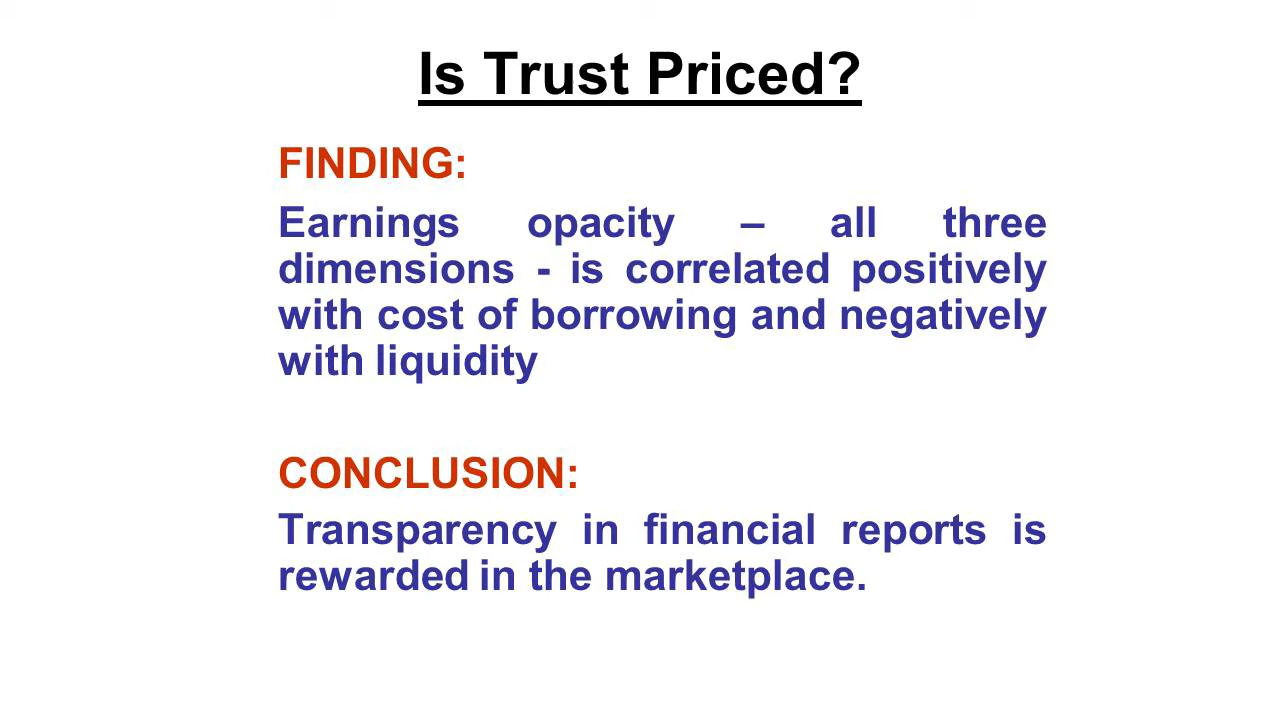 Is Trust Priced?
FINDING:
Earnings opacity – all three
dimensions - is correlated positively
with cost of borrowing and negatively
with liquidity
CONCLUSION:
Transparency in financial reports is
rewarded in the marketplace.